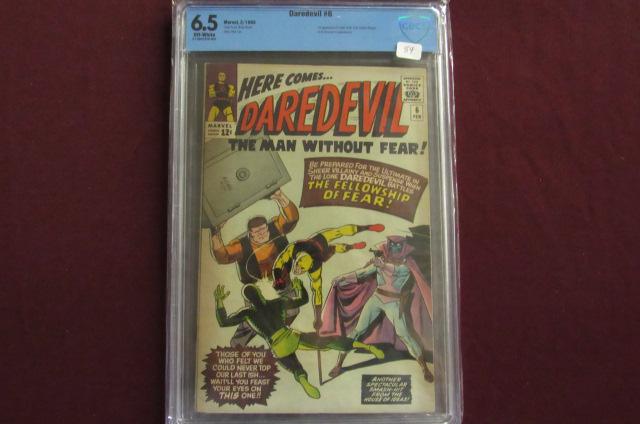 Daredevil #6
6.5
Off-White
Marvel, 2/1965
CBCS
59
HERE COMES...
DAREDEVIL
MARVEL
12¢
6
FEB
THE MAN WITHOUT FEAR!
BE PREPARED FOR THE ULTIMATE IN
SHEER VILLAINY AND SUSPENSE WHEN
THE LONE DAREDEVIL BATTLES
THE FELLOWSHIP
OF FEAR!
THOSE OF YOU
WHO FELT WE
COULD NEVER TOP
OUR LAST ISH...
WAIT'LL YOU FEAST
YOUR EYES ON
THIS ONE!!
ANOTHER
SPECTACULAR
SMASH-HIT
FROM THE
HOUSE OF IDEAS!